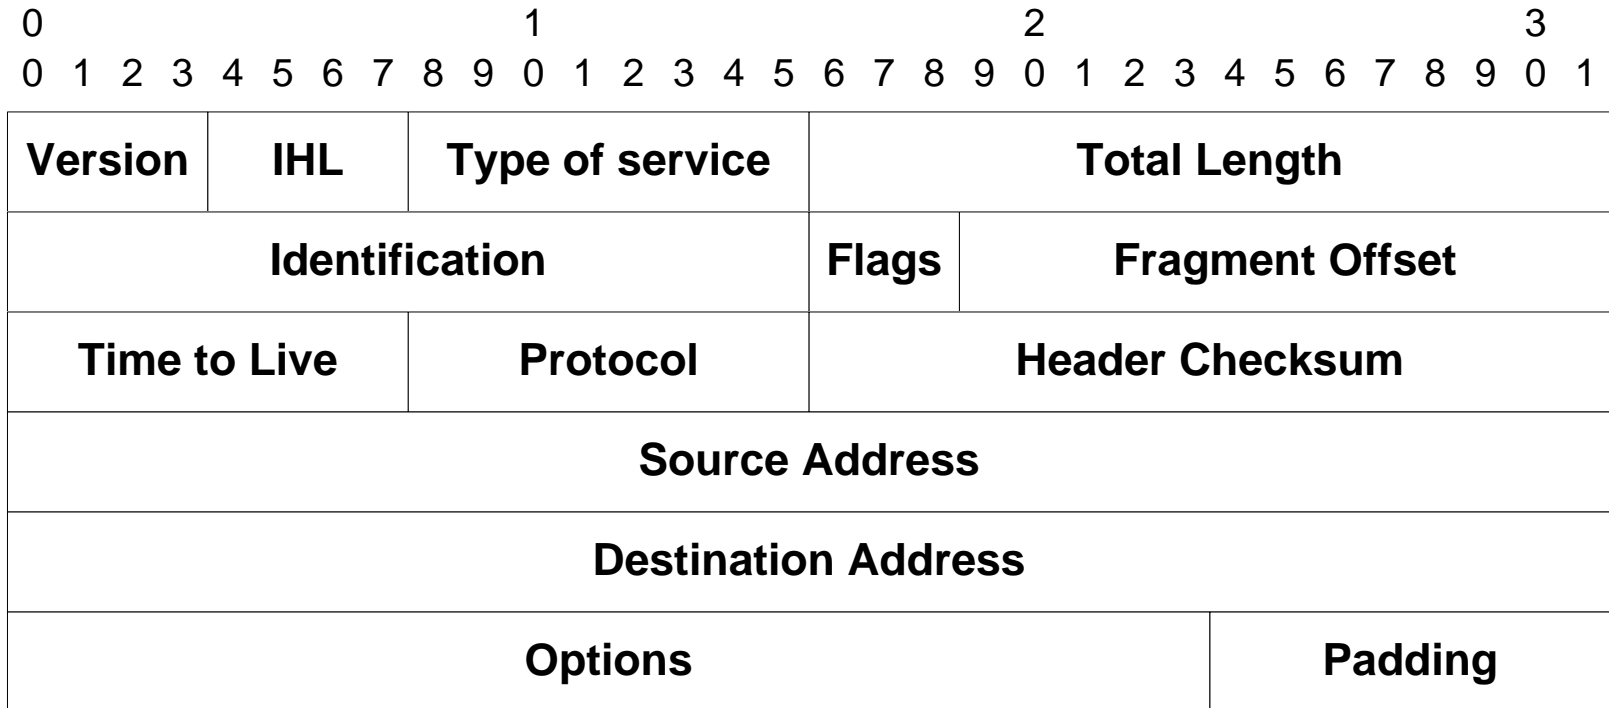 0 1 2 3
0 1 2 3 4 5 6 7 8 9 0 1 2 3 4 5 6 7 8 9 0 1 2 3 4 5 6 7 8 9 0 1
Version IHL Type of service Total Length
Identification Flags Fragment Offset
Time to Live Protocol Header Checksum
Source Address
Destination Address
Options Padding